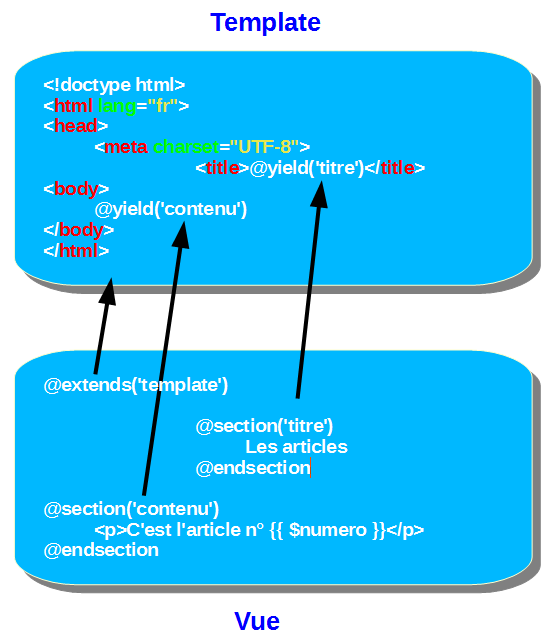 Template
<!doctype html>
<html lang="fr">
<head>
<meta charset="UTF-8">
<title>@yield('titre')</title>
<body>
@yield('contenu')
</body>
</html>
@extends('template')
@section('titre')
Les articles
@endsection
@section('contenu')
<p>C'est l'article n° {{ $numero }}</p>
@endsection
Vue